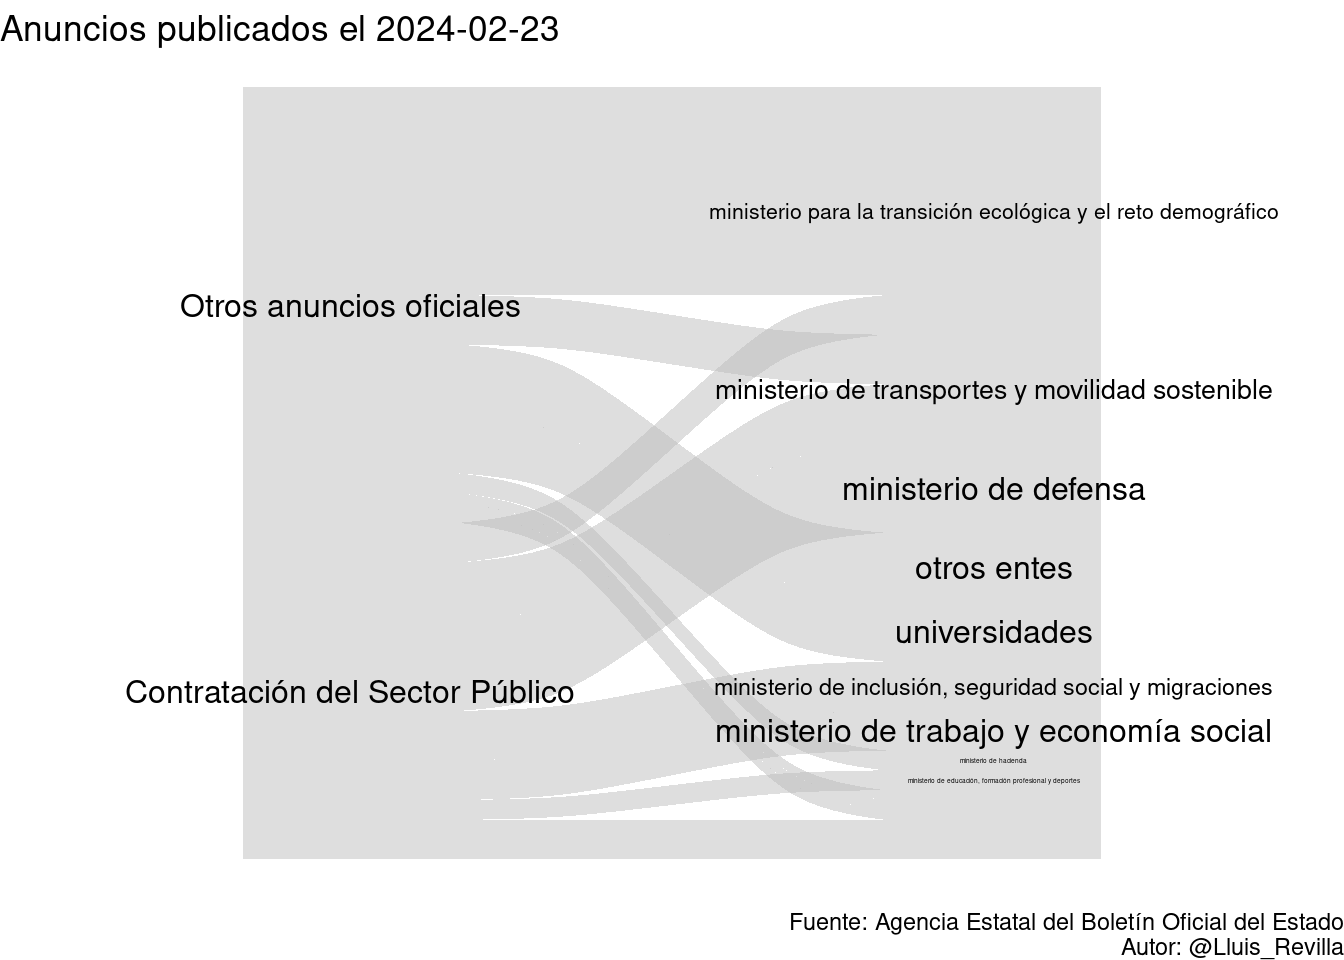 Anuncios publicados el 2024-02-23
ministerio para la transición ecológica y el reto demográfico
Otros anuncios oficiales
ministerio de transportes y movilidad sostenible
ministerio de defensa
otros entes
universidades
Contratación del Sector Público
ministerio de inclusión, seguridad social y migraciones
ministerio de trabajo y economía social
ministerio de hacienda
ministerio de educación, formación profesional y deportes
Fuente: Agencia Estatal del Boletín Oficial del Estado
Autor: @Lluis_Revilla